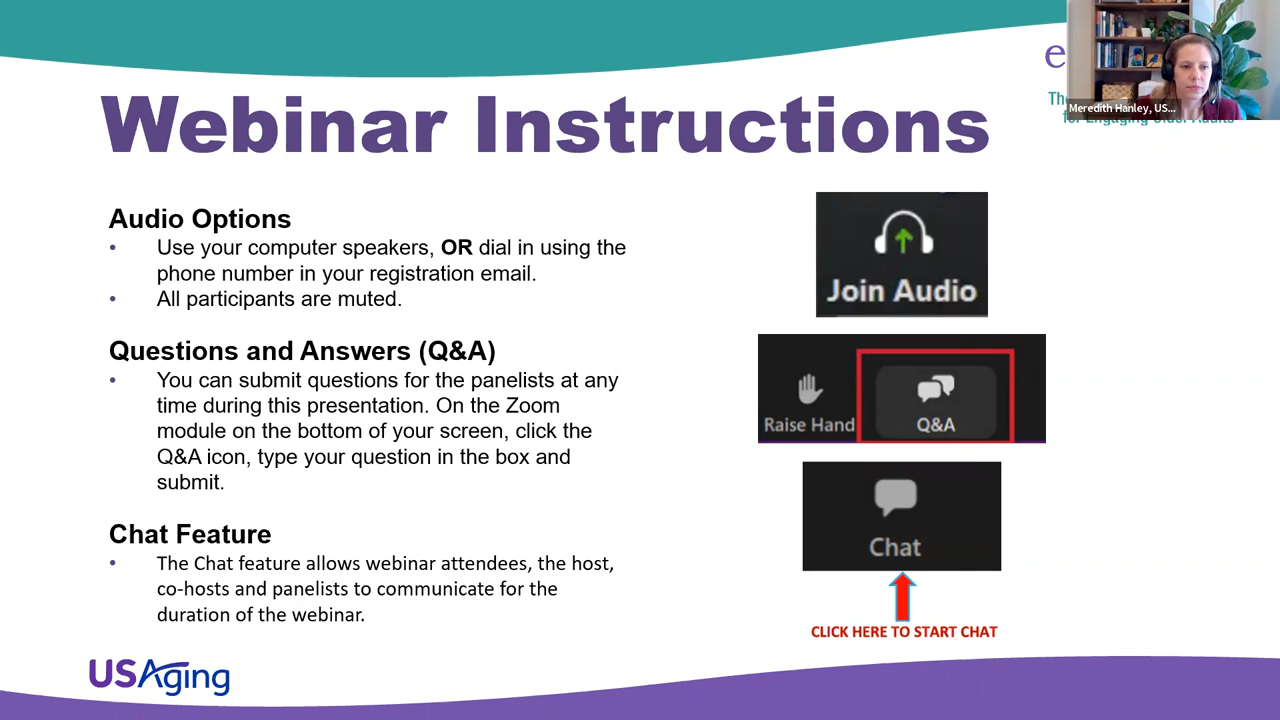 Webinar Instructions
e
The
for Engaging Older Adults
Meredith Hanley, US...
Audio Options
• Use your computer speakers, OR dial in using the
phone number in your registration email.
• All participants are muted.
Questions and Answers (Q&A)
• You can submit questions for the panelists at any
time during this presentation. On the Zoom
module on the bottom of your screen, click the
Q&A icon, type your question in the box and
submit.
Chat Feature
• The Chat feature allows webinar attendees, the host,
co-hosts and panelists to communicate for the
duration of the webinar.
Join Audio
Raise Hand
Q&A
Chat
CLICK HERE TO START CHAT
USAging